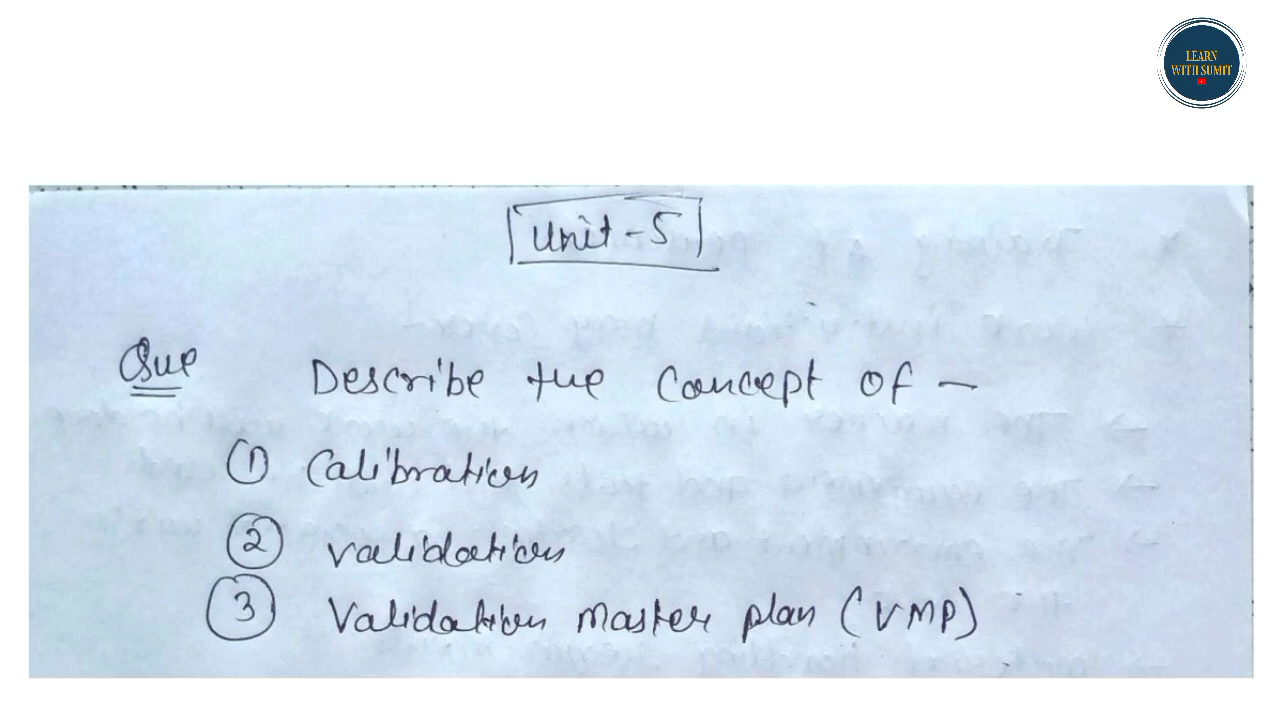 LEARN
WITH SUMIT
Unit-5
Que Describe the concept of –
① Calibration
② Validation
③ Validation master plan (VMP)